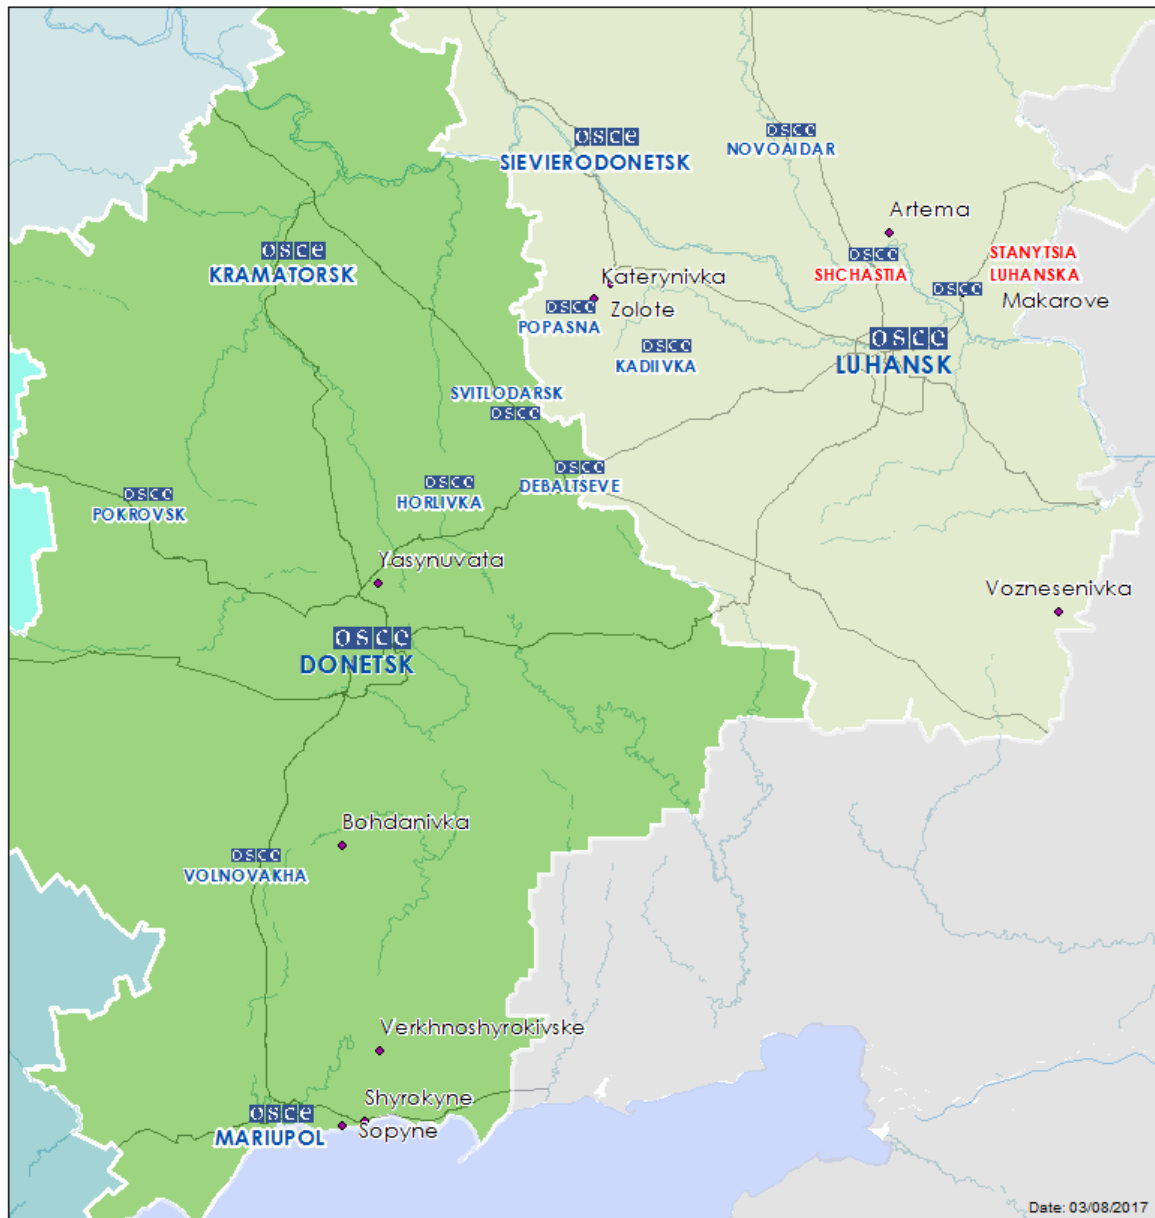 osce
SIEVIERODONETSK
osce
NOVOAIDAR
Artema
osce
KRAMATORSK
osce
SHCHASTIA
STANYTSIA
LUHANSKA
osce
Makarove
Katerynivka
Zolote
osce
POPASNA
osce
KADIIVKA
osce
LUHANSK
SVITLODARSK
osce
osce
DEBALTSEVE
osce
HORLIVKA
osce
POKROVSK
Yasynuvata
Voznesenivka
osce
DONETSK
Bohdanivka
osce
VOLNOVAKHA
Verkhnoshyrokivske
Shyrokyne
osce
MARIUPOL
Sopyne
Date: 03/08/2017